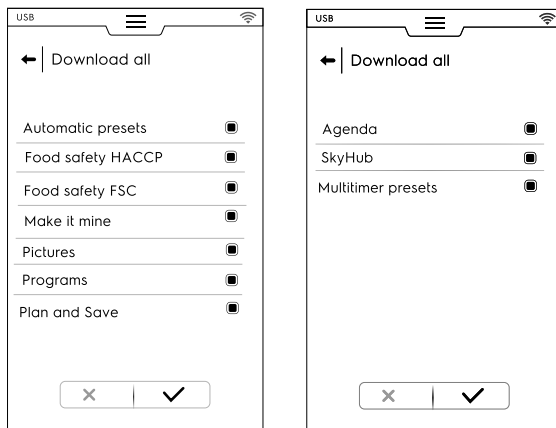 USB
Download all
Automatic presets
Food safety HACCP
Food safety FSC
Make it mine
Pictures
Programs
Plan and Save
USB
Download all
Agenda
SkyHub
Multitimer presets